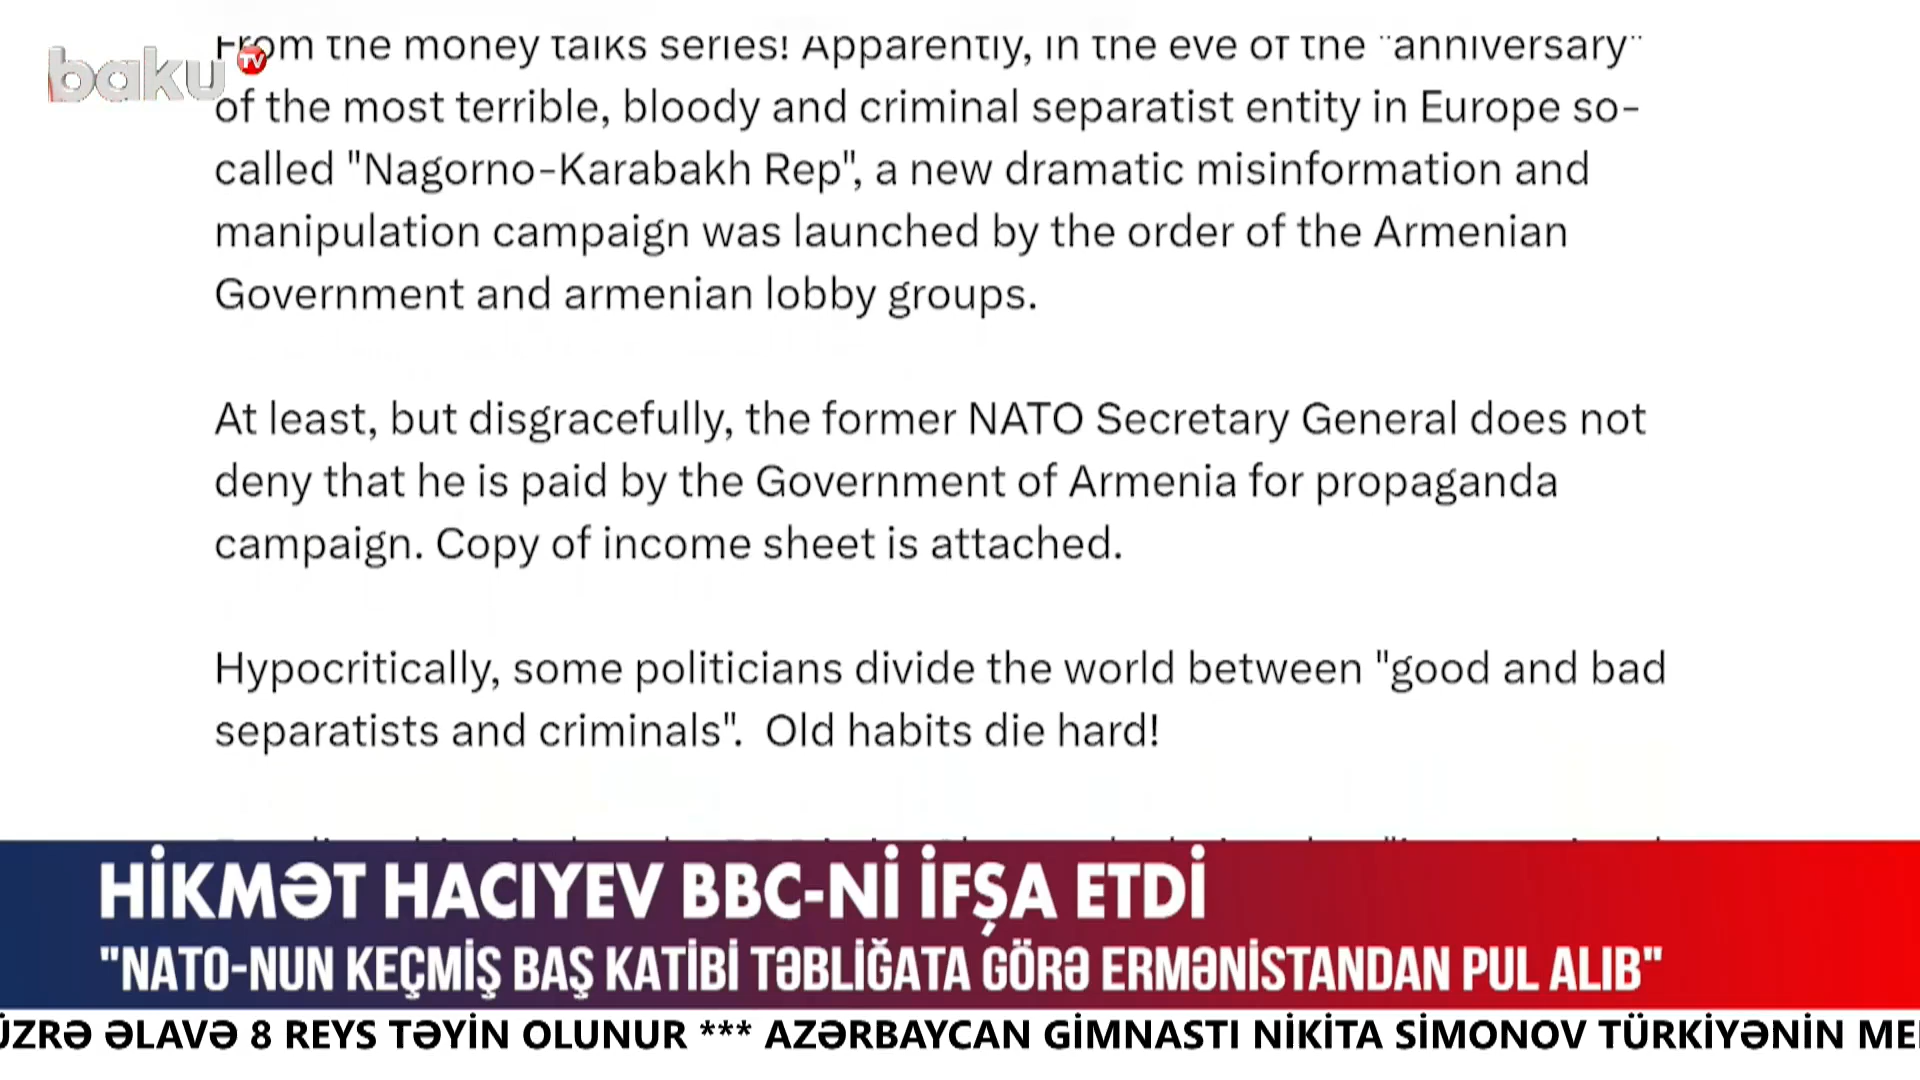 baku TV
From the money talks series! Apparently, in the eve of the "anniversary"
of the most terrible, bloody and criminal separatist entity in Europe so-
called "Nagorno-Karabakh Rep", a new dramatic misinformation and
manipulation campaign was launched by the order of the Armenian
Government and armenian lobby groups.
At least, but disgracefully, the former NATO Secretary General does not
deny that he is paid by the Government of Armenia for propaganda
campaign. Copy of income sheet is attached.
Hypocritically, some politicians divide the world between "good and bad
separatists and criminals".  Old habits die hard!
HİKMƏT HACIYEV BBC-Nİ İFŞA ETDİ
"NATO-NUN KEÇMİŞ BAŞ KATİBİ TƏBLİĞATA GÖRƏ ERMƏNİSTANDAN PUL ALIB"
ÜZRƏ ƏLAVƏ 8 REYS TƏYİN OLUNUR *** AZƏRBAYCAN GİMNASTI NİKİTA SİMONOV TÜRKİYƏNİN